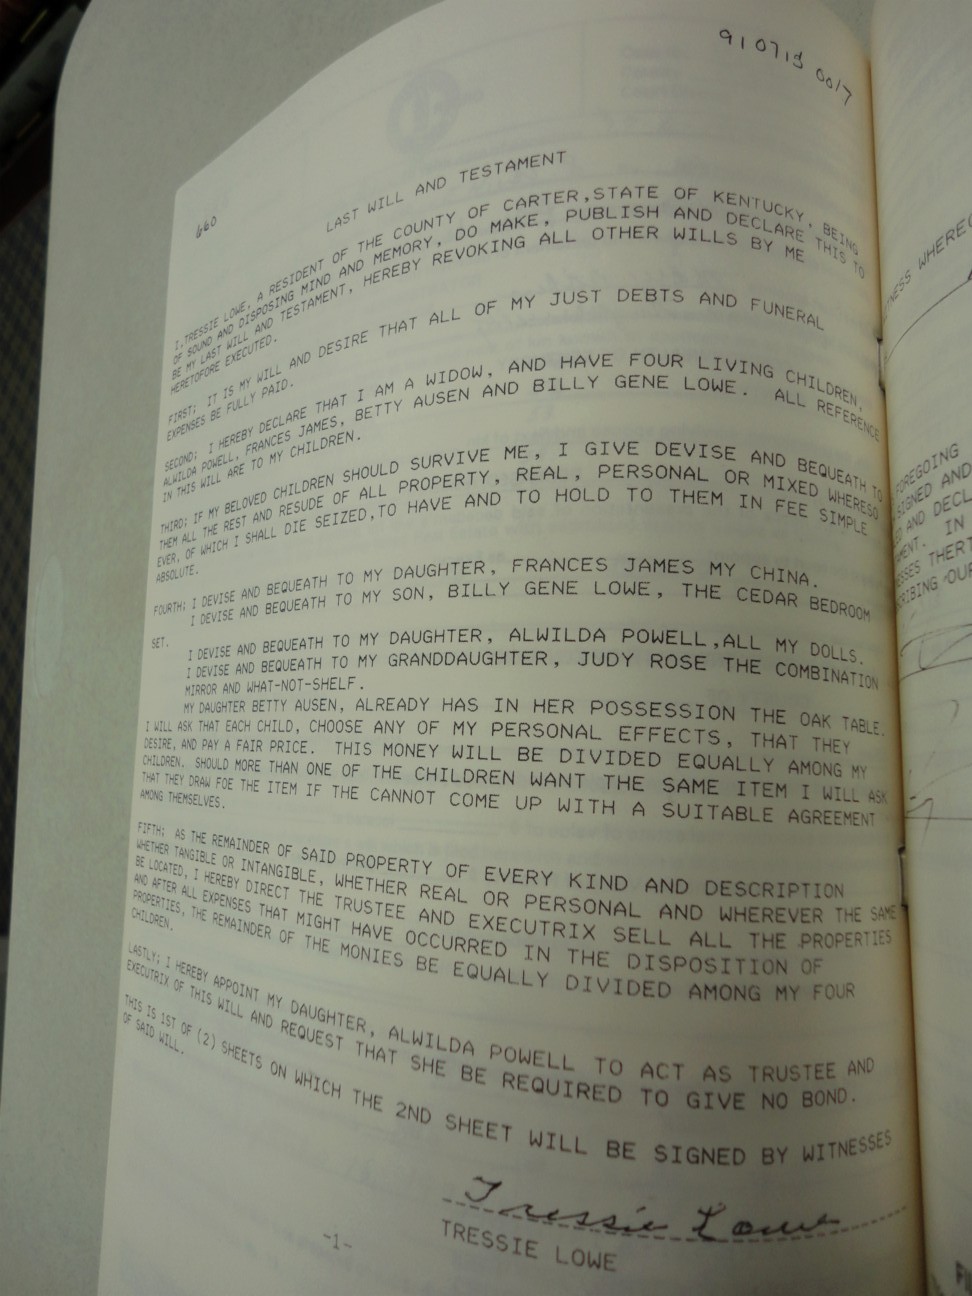 910719 0017
660
LAST WILL AND TESTAMENT
I,TRESSIE LOWE, A RESIDENT OF THE COUNTY OF CARTER,STATE OF KENTUCKY, BEING
OF SOUND AND DISPOSING MIND AND MEMORY, DO MAKE, PUBLISH AND DECLARE THIS TO
BE MY LAST WILL AND TESTAMENT, HEREBY REVOKING ALL OTHER WILLS BY ME
HERETOFORE EXECUTED.
FIRST; IT IS MY WILL AND DESIRE THAT ALL OF MY JUST DEBTS AND FUNERAL
EXPENSES BE FULLY PAID.
SECOND; I HEREBY DECLARE THAT I AM A WIDOW, AND HAVE FOUR LIVING CHILDREN,
ALWILDA POWELL, FRANCES JAMES, BETTY AUSEN AND BILLY GENE LOWE. ALL REFERENCE
IN THIS WILL ARE TO MY CHILDREN.
THIRD; IF MY BELOVED CHILDREN SHOULD SURVIVE ME, I GIVE DEVISE AND BEQUEATH TO
THEM ALL THE REST AND RESUDE OF ALL PROPERTY, REAL, PERSONAL OR MIXED WHERESO
EVER, OF WHICH I SHALL DIE SEIZED,TO HAVE AND TO HOLD TO THEM IN FEE SIMPLE
ABSOLUTE.
FOURTH; I DEVISE AND BEQUEATH TO MY DAUGHTER, FRANCES JAMES MY CHINA.
I DEVISE AND BEQUEATH TO MY SON, BILLY GENE LOWE, THE CEDAR BEDROOM
SET.
I DEVISE AND BEQUEATH TO MY DAUGHTER, ALWILDA POWELL,ALL MY DOLLS.
I DEVISE AND BEQUEATH TO MY GRANDDAUGHTER, JUDY ROSE THE COMBINATION
MIRROR AND WHAT-NOT-SHELF.
MY DAUGHTER BETTY AUSEN, ALREADY HAS IN HER POSSESSION THE OAK TABLE.
I WILL ASK THAT EACH CHILD, CHOOSE ANY OF MY PERSONAL EFFECTS, THAT THEY
DESIRE, AND PAY A FAIR PRICE. THIS MONEY WILL BE DIVIDED EQUALLY AMONG MY
CHILDREN. SHOULD MORE THAN ONE OF THE CHILDREN WANT THE SAME ITEM I WILL ASK
THAT THEY DRAW FOE THE ITEM IF THE CANNOT COME UP WITH A SUITABLE AGREEMENT
AMONG THEMSELVES.
FIFTH; AS THE REMAINDER OF SAID PROPERTY OF EVERY KIND AND DESCRIPTION
WHETHER TANGIBLE OR INTANGIBLE, WHETHER REAL OR PERSONAL AND WHEREVER THE SAME
BE LOCATED, I HEREBY DIRECT THE TRUSTEE AND EXECUTRIX SELL ALL THE PROPERTIES
AND AFTER ALL EXPENSES THAT MIGHT HAVE OCCURRED IN THE DISPOSITION OF
PROPERTIES, THE REMAINDER OF THE MONIES BE EQUALLY DIVIDED AMONG MY FOUR
CHILDREN.
LASTLY; I HEREBY APPOINT MY DAUGHTER, ALWILDA POWELL TO ACT AS TRUSTEE AND
EXECUTRIX OF THIS WILL AND REQUEST THAT SHE BE REQUIRED TO GIVE NO BOND.
THIS IS 1ST OF (2) SHEETS ON WHICH THE 2ND SHEET WILL BE SIGNED BY WITNESSES
OF SAID WILL.
Tressie Lowe
TRESSIE LOWE
-1-
FOREGOING
SIGNED AND
IN